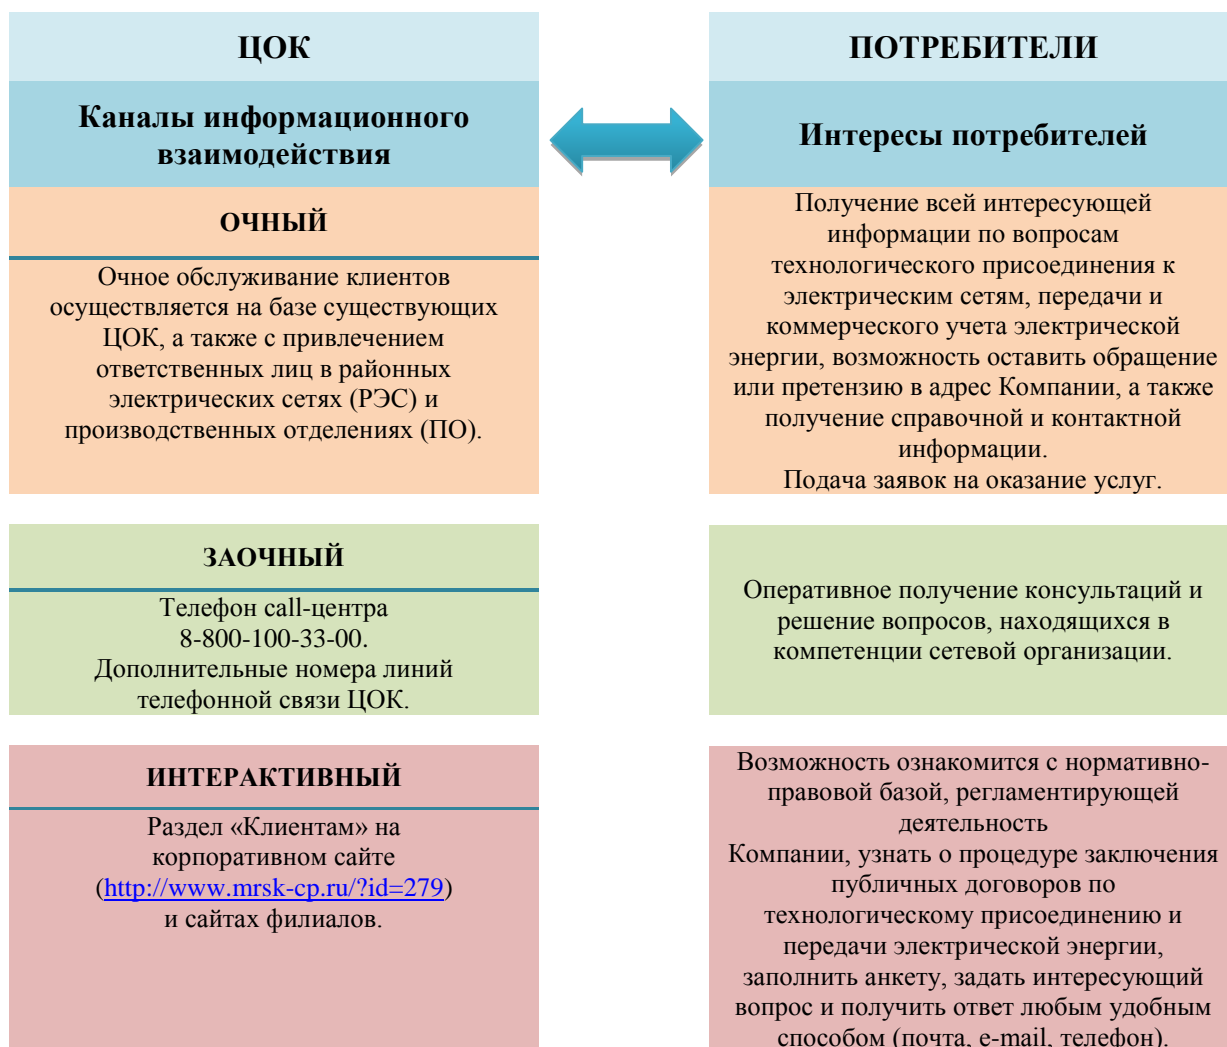 ЦОК
Каналы информационного
взаимодействия
ОЧНЫЙ
Очное обслуживание клиентов
осуществляется на базе существующих
ЦОК, а также с привлечением
ответственных лиц в районных
электрических сетях (РЭС) и
производственных отделениях (ПО).
ПОТРЕБИТЕЛИ
Интересы потребителей
Получение всей интересующей
информации по вопросам
технологического присоединения к
электрическим сетям, передачи и
коммерческого учета электрической
энергии, возможность оставить обращение
или претензию в адрес Компании, а также
получение справочной и контактной
информации.
Подача заявок на оказание услуг.
ЗАОЧНЫЙ
Телефон call-центра
8-800-100-33-00.
Дополнительные номера линий
телефонной связи ЦОК.
Оперативное получение консультаций и
решение вопросов, находящихся в
компетенции сетевой организации.
ИНТЕРАКТИВНЫЙ
Раздел «Клиентам» на
корпоративном сайте
(http://www.mrsk-cp.ru/?id=279)
и сайтах филиалов.
Возможность ознакомится с нормативно-
правовой базой, регламентирующей
деятельность
Компании, узнать о процедуре заключения
публичных договоров по
технологическому присоединению и
передачи электрической энергии,
заполнить анкету, задать интересующий
вопрос и получить ответ любым удобным
способом (почта, e-mail, телефон).